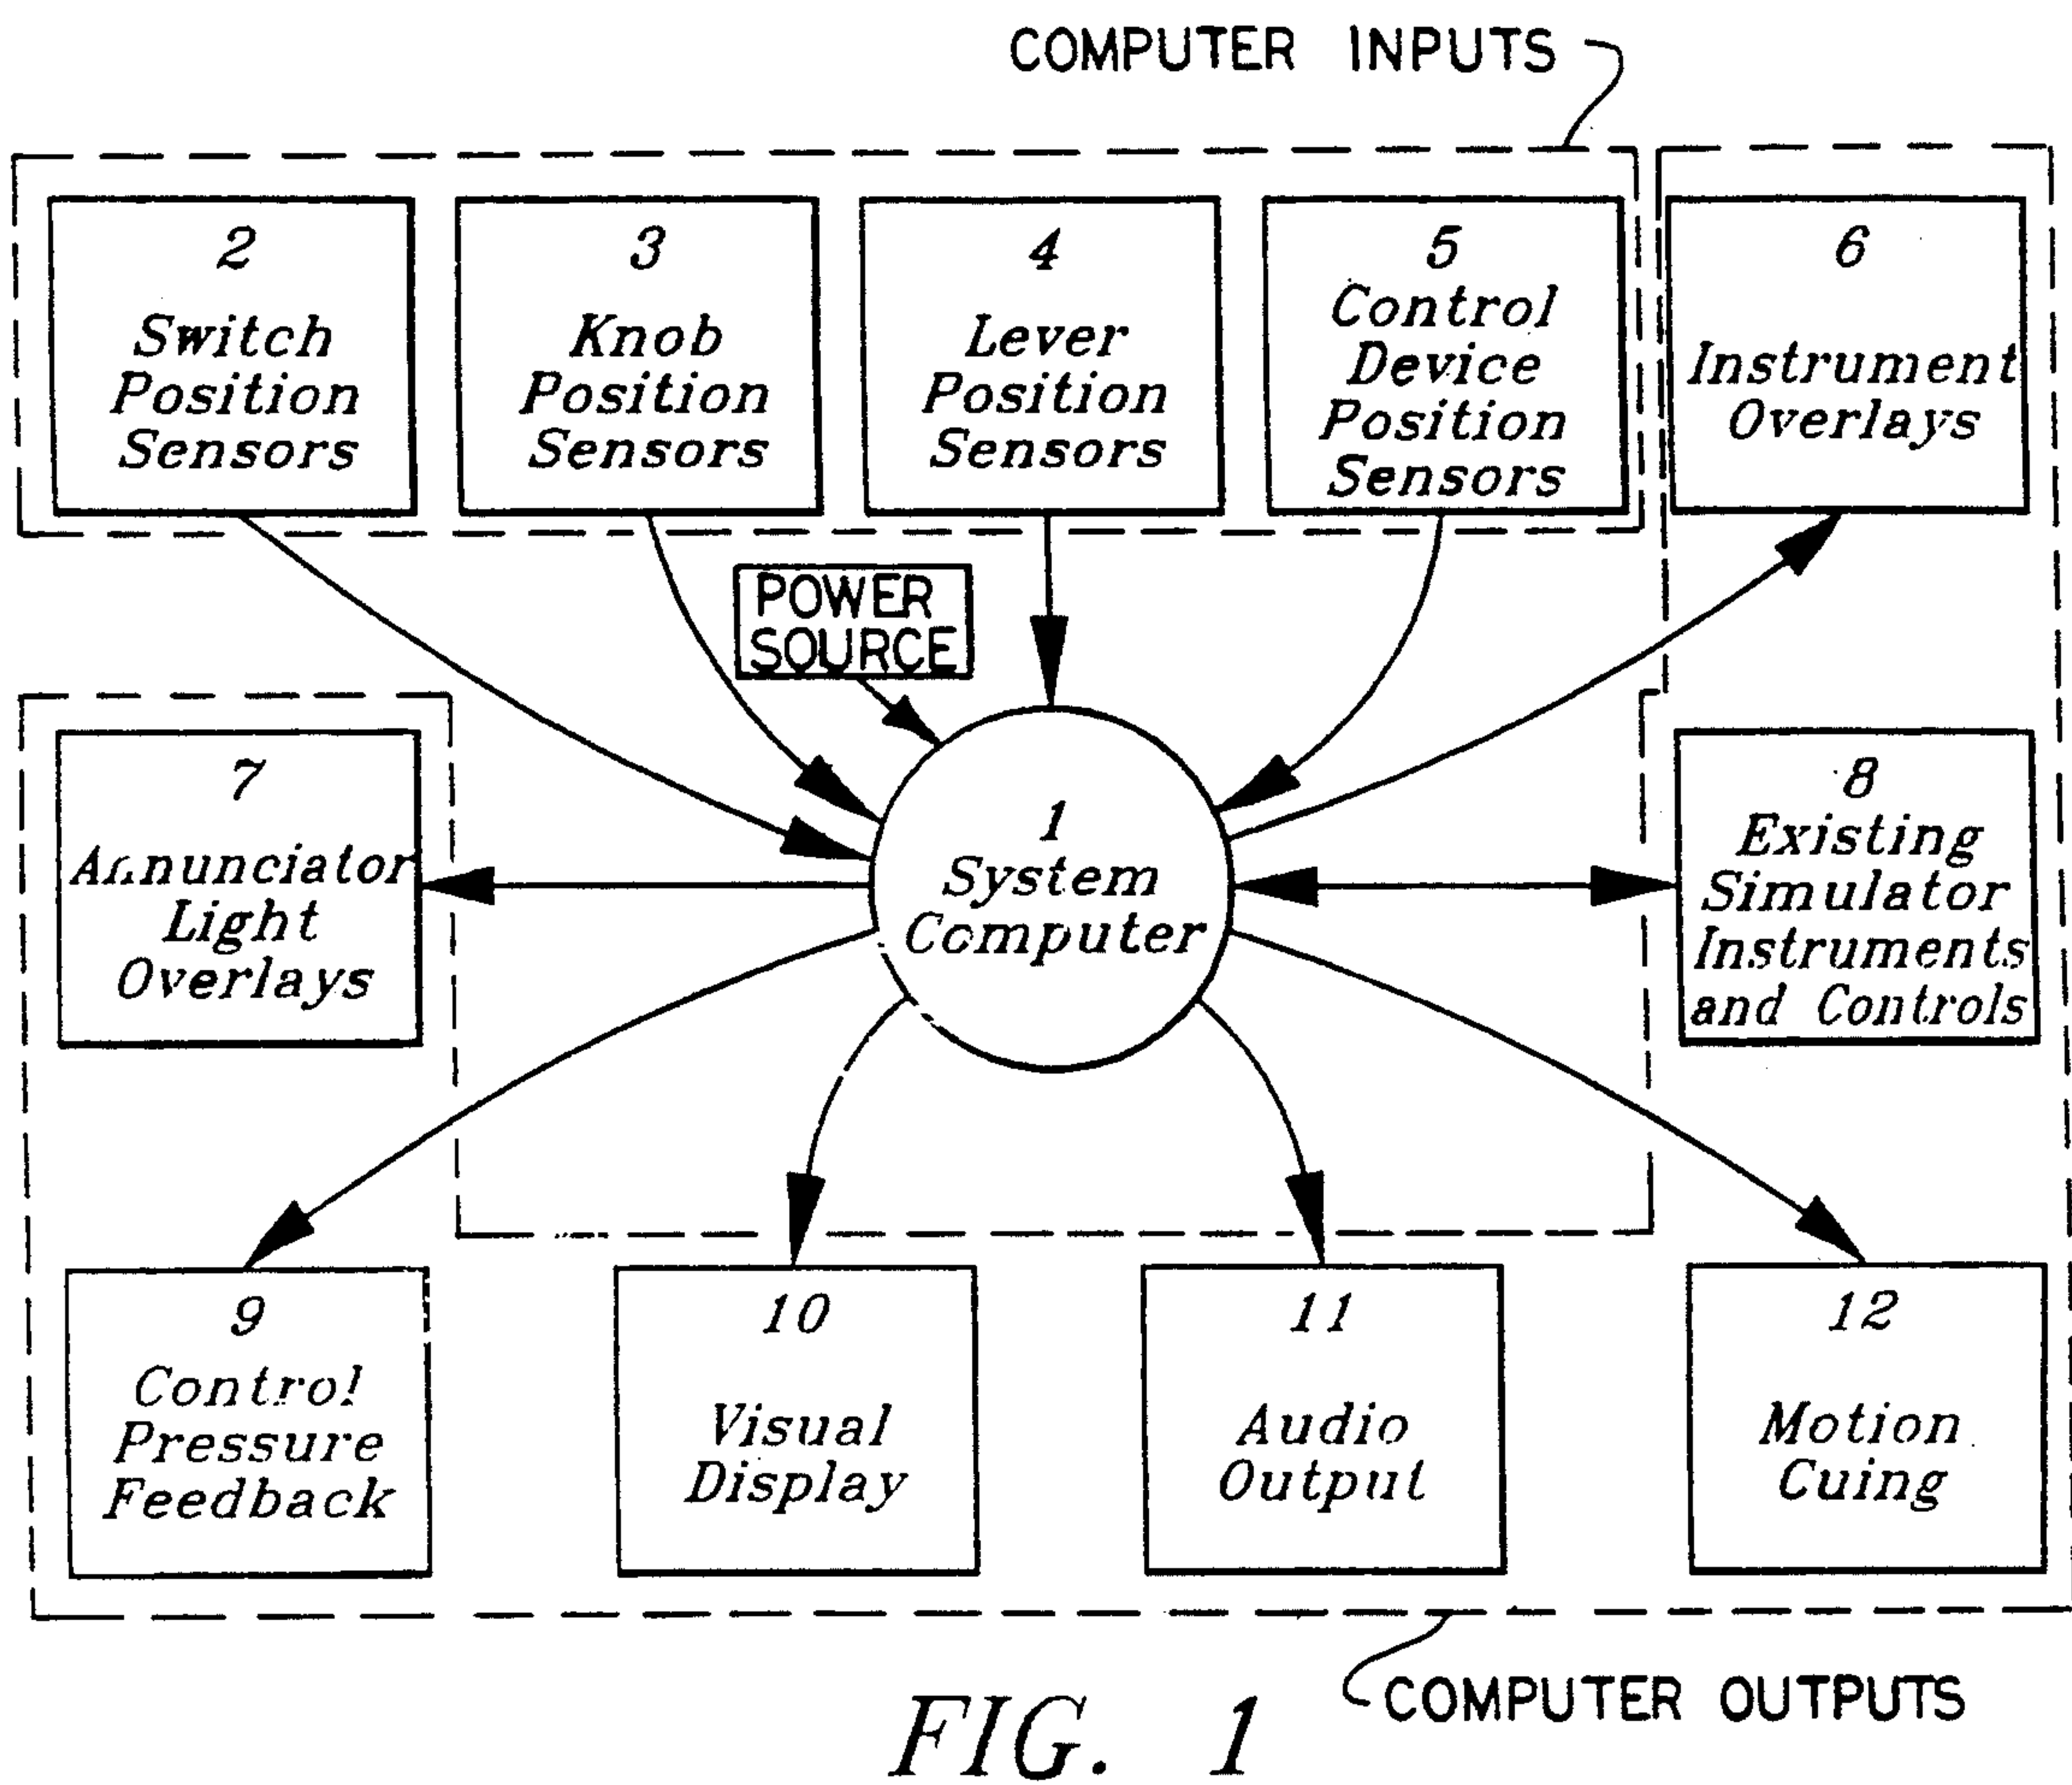 COMPUTER INPUTS
2
Switch
Position
Sensors
3
Knob
Position
Sensors
4
Lever
Position
Sensors
5
Control
Device
Position
Sensors
6
Instrument
Overlays
POWER
SOURCE
7
Annunciator
Light
Overlays
1
System
Computer
8
Existing
Simulator
Instruments
and Controls
9
Control
Pressure
Feedback
10
Visual
Display
11
Audio
Output
12
Motion
Cuing
COMPUTER OUTPUTS
FIG. 1